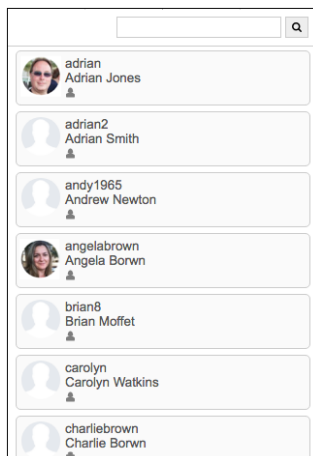 adrian
Adrian Jones
adrian2
Adrian Smith
andy1965
Andrew Newton
angelabrown
Angela Borwn
brian8
Brian Moffet
carolyn
Carolyn Watkins
charliebrown
Charlie Borwn